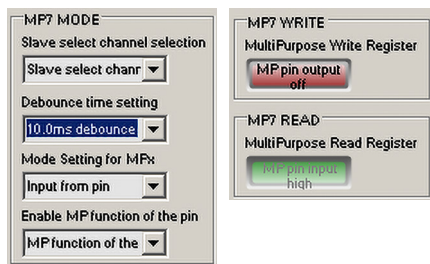 MP7 MODE
Slave select channel selection
Slave select chanr
Debounce time setting
10.0ms debounce
Mode Setting for MPx
Input from pin
Enable MP function of the pin
MP function of the
MP7 WRITE
MultiPurpose Write Register
MP pin output
off
MP7 READ
MultiPurpose Read Register
MP pin input
high